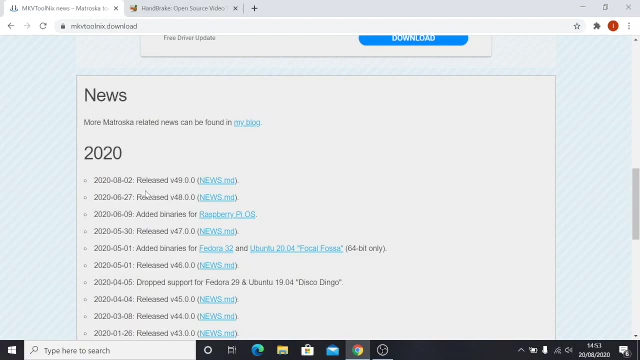 MKVToolNix news – Matroska to
HandBrake: Open Source Video
mkvtoolnix.download
Free Driver Update
DOWNLOAD
News
More Matroska related news can be found in my blog.
2020
2020-08-02: Released v49.0.0 (NEWS.md).
2020-06-27: Released v48.0.0 (NEWS.md).
2020-06-09: Added binaries for Raspberry Pi OS.
2020-05-30: Released v47.0.0 (NEWS.md).
2020-05-01: Added binaries for Fedora 32 and Ubuntu 20.04 "Focal Fossa" (64-bit only).
2020-05-01: Released v46.0.0 (NEWS.md).
2020-04-05: Dropped support for Fedora 29 & Ubuntu 19.04 "Disco Dingo".
2020-04-04: Released v45.0.0 (NEWS.md).
2020-03-08: Released v44.0.0 (NEWS.md).
2020-01-26: Released v43.0.0 (NEWS.md).
Type here to search
14:53
20/08/2020